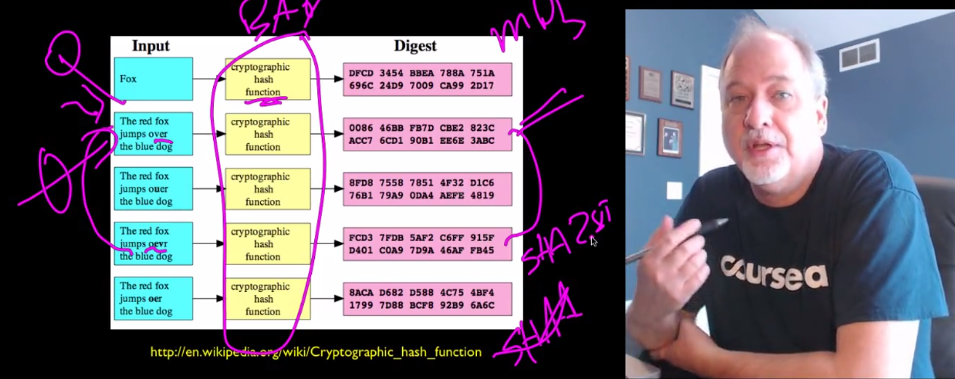 Input
Digest
Fox
cryptographic
hash
function
DFCD 3454 BBEA 788A 751A
696C 24D9 7009 CA99 2D17
The red fox
jumps over
the blue dog
cryptographic
hash
function
0086 46BB FB7D CBE2 823C
ACC7 6CD1 90B1 EE6E 3ABC
The red fox
jumps ouer
the blue dog
cryptographic
hash
function
8FD8 7558 7851 4F32 D1C6
76B1 79A9 0DA4 AEFE 4819
The red fox
jumps oevr
the blue dog
cryptographic
hash
function
FCD3 7FDB 5AF2 C6FF 915F
D401 C0A9 7D9A 46AF FB45
The red fox
jumps oer
the blue dog
cryptographic
hash
function
8ACA D682 D588 4C75 4BF4
1799 7D88 BCF8 92B9 6A6C
SHA1
http://en.wikipedia.org/wiki/Cryptographic_hash_function
coursea